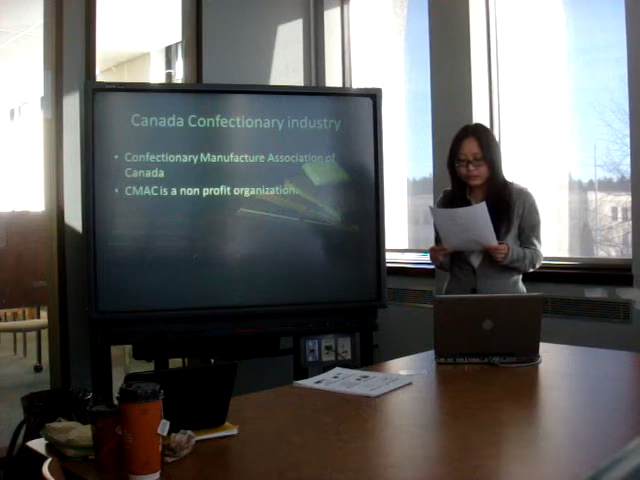 Canada Confectionary industry
• Confectionary Manufacture Association of
Canada
• CMAC is a non profit organization.